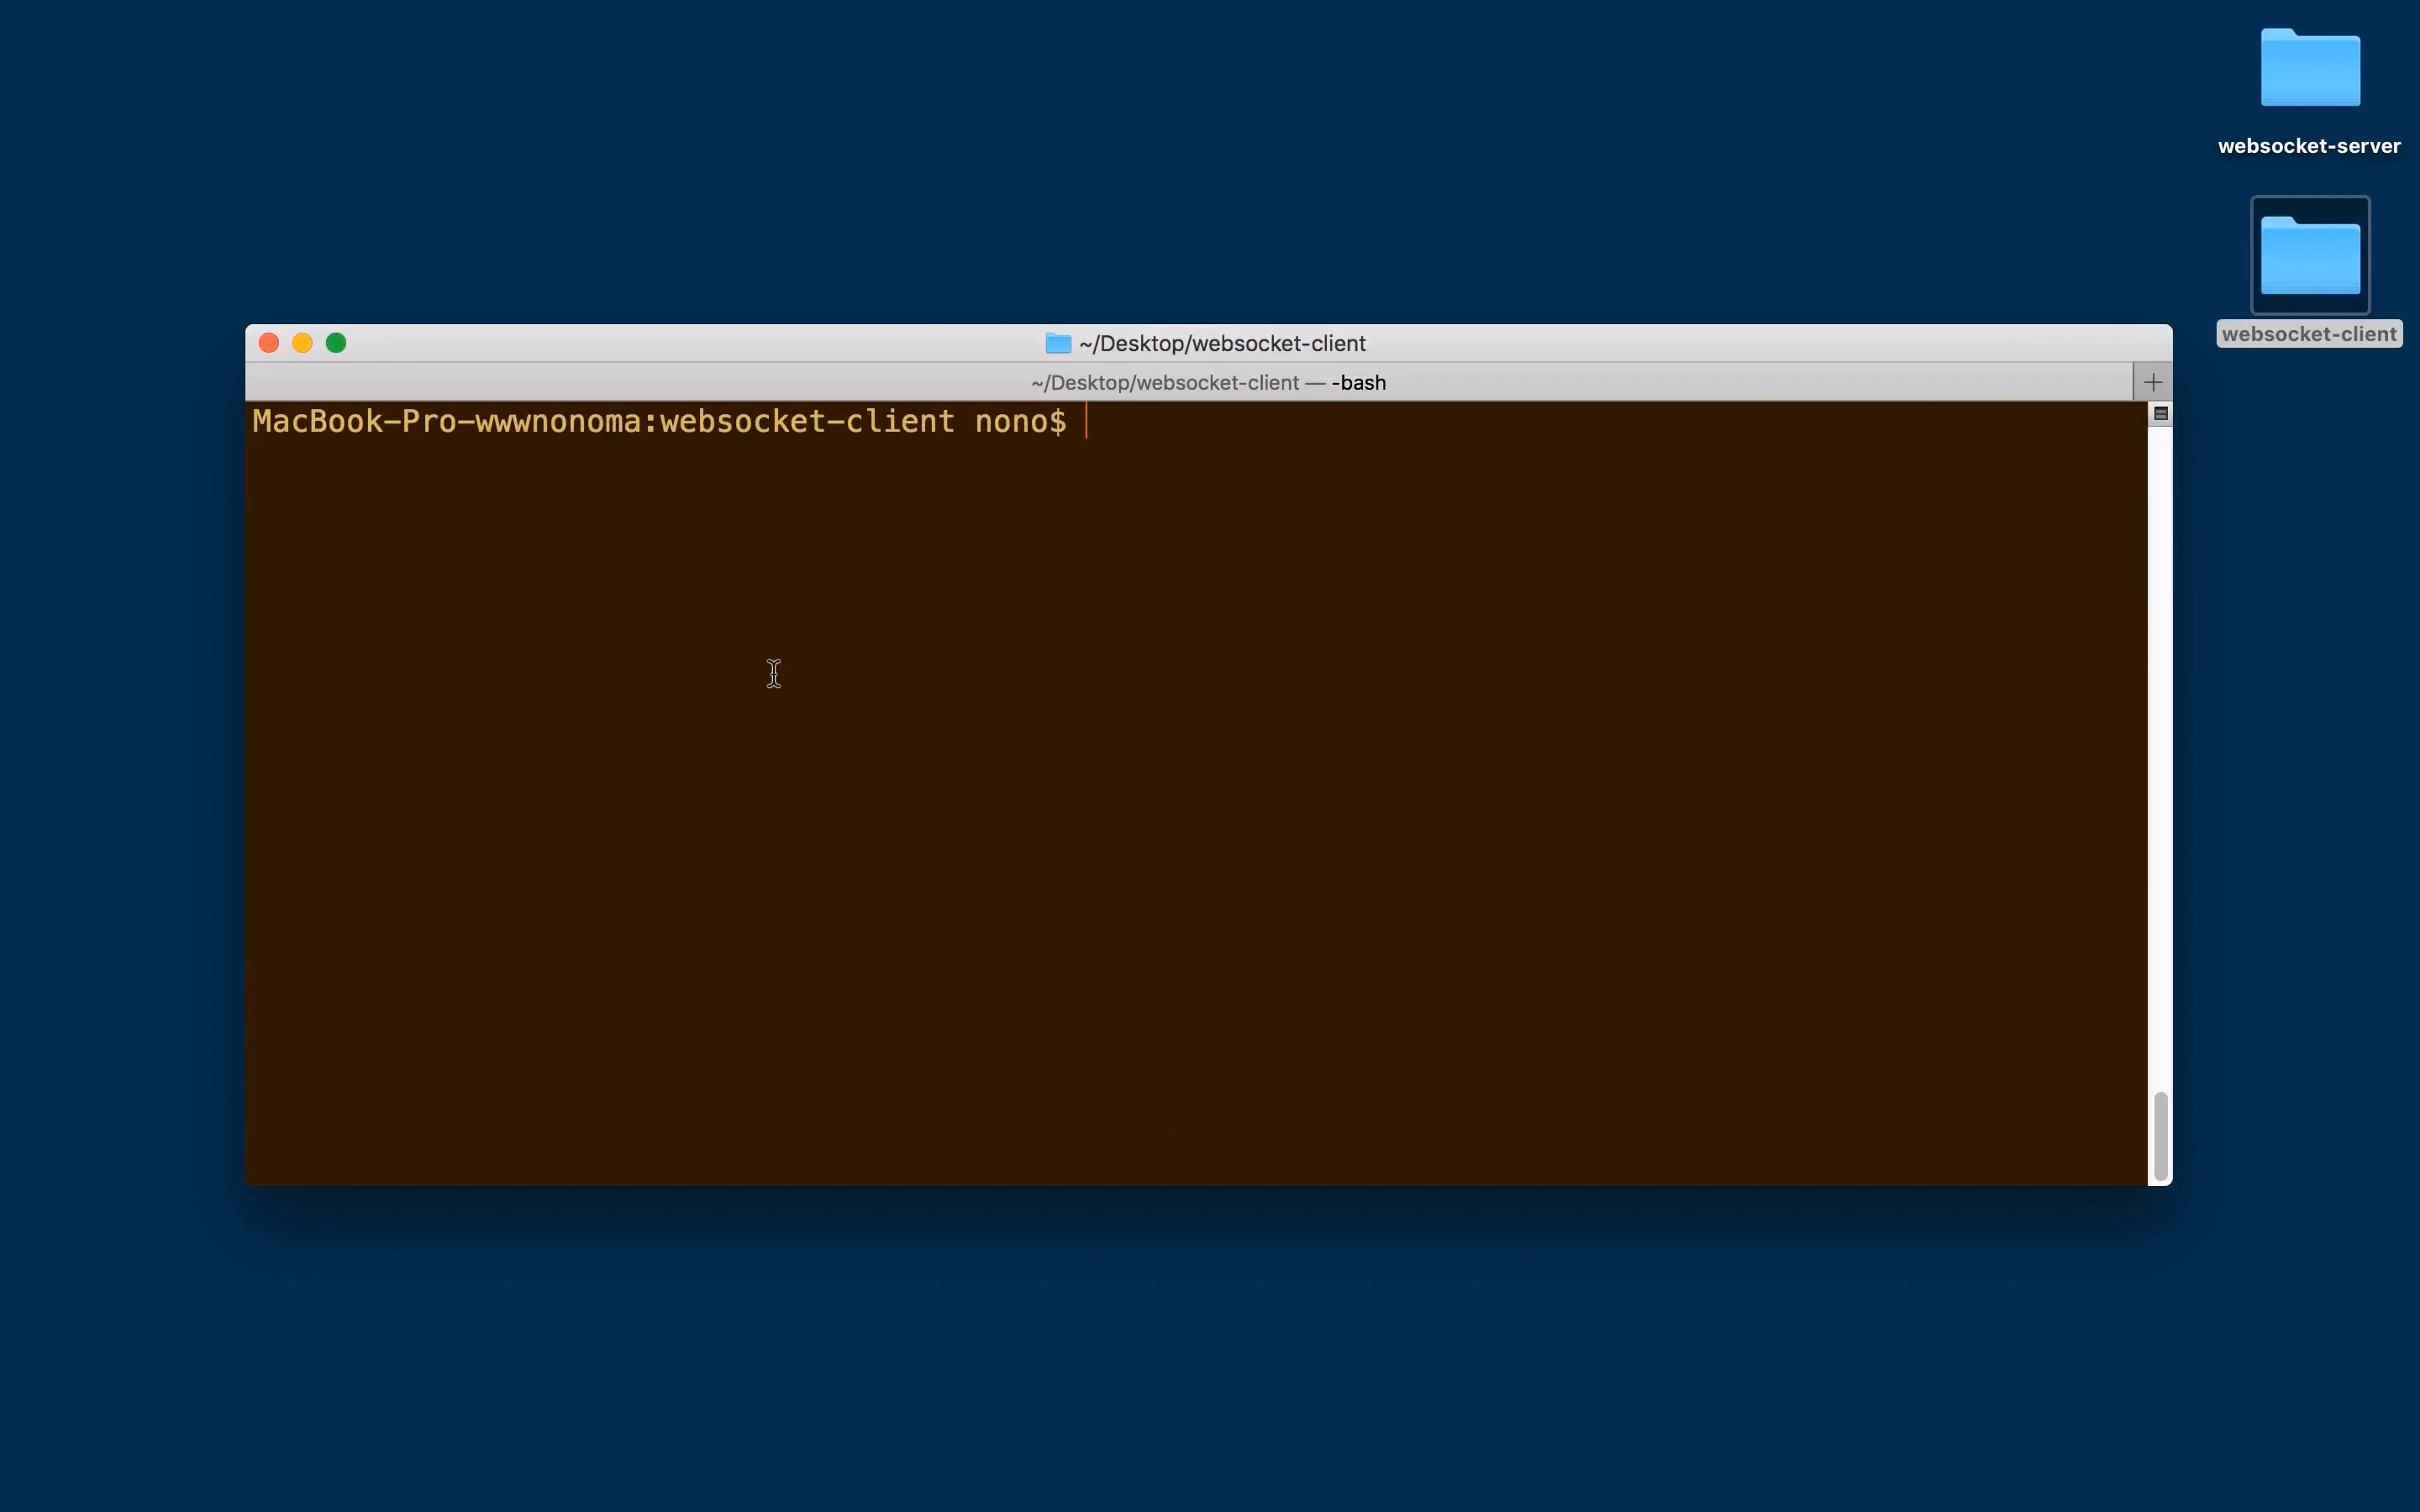 websocket-server
websocket-client
~/Desktop/websocket-client
~/Desktop/websocket-client — -bash
MacBook-Pro-wwwnonoma:websocket-client nono$